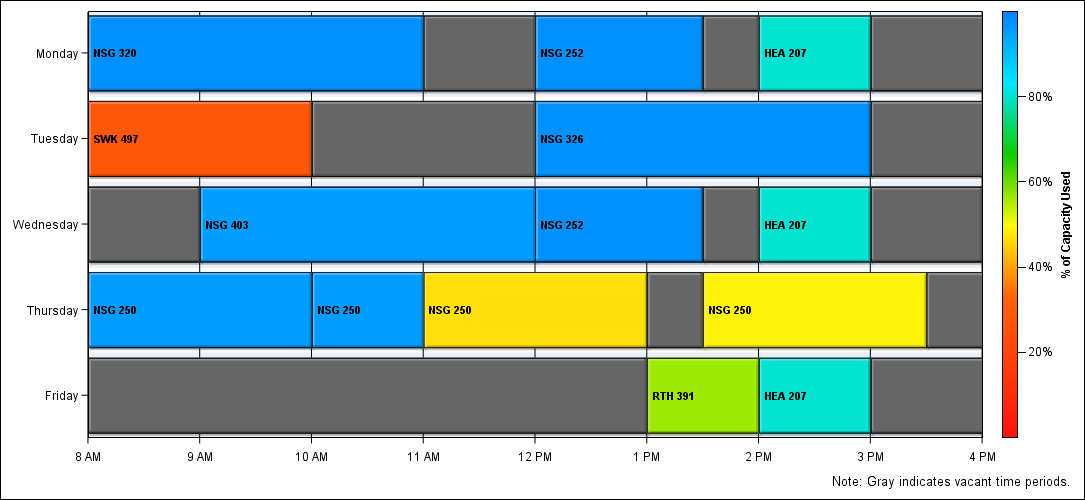 Monday
NSG 320
NSG 252
HEA 207
Tuesday
SWK 497
NSG 326
Wednesday
NSG 403
NSG 252
HEA 207
Thursday
NSG 250
NSG 250
NSG 250
NSG 250
Friday
RTH 391
HEA 207
8 AM
9 AM
10 AM
11 AM
12 PM
1 PM
2 PM
3 PM
4 PM
80%
60%
40%
20%
% of Capacity Used
Note: Gray indicates vacant time periods.